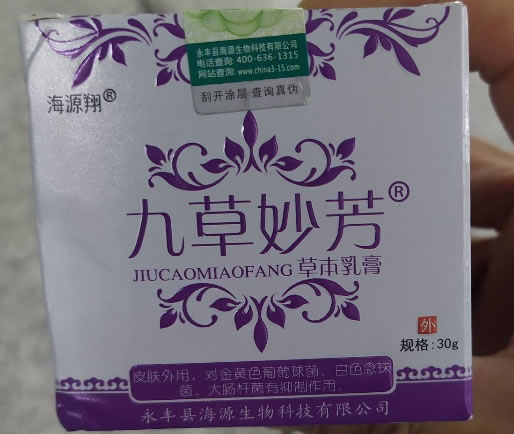 永丰县海源生物科技有限公司
电话查询: 400-636-1315
网站查询: www.china3-15.com
刮开涂层 查询真伪
海源翔®
九草妙芳®
JIUCAOMIAOFANG 草本乳膏
外
规格: 30g
皮肤外用，对金黄色葡萄球菌、白色念珠
菌、大肠杆菌有抑制作用。
永丰县海源生物科技有限公司